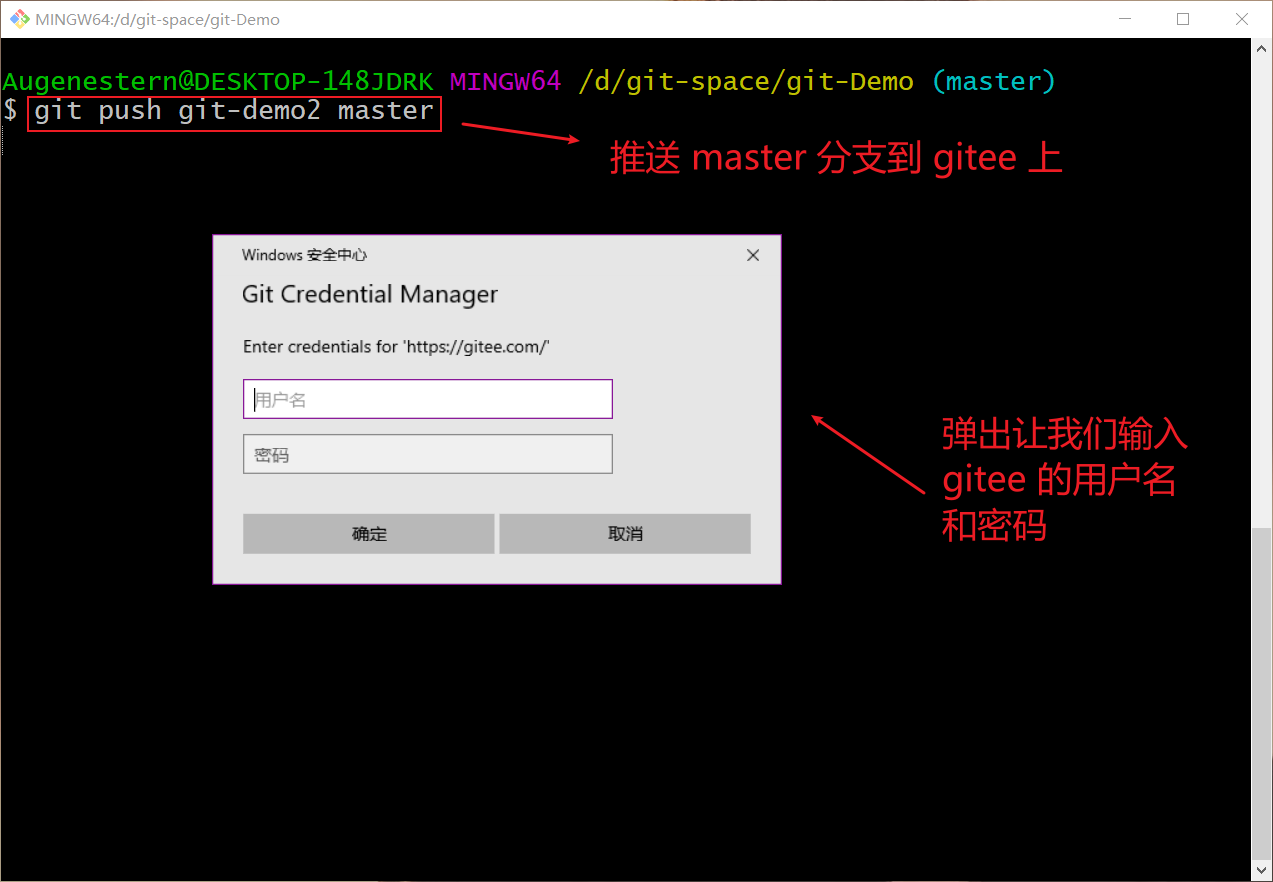 MINGW64:/d/git-space/git-Demo
Augenestern@DESKTOP-148JDRK MINGW64 /d/git-space/git-Demo (master)
$ git push git-demo2 master
推送 master 分支到 gitee 上
Windows 安全中心
Git Credential Manager
Enter credentials for 'https://gitee.com/'
用户名
密码
确定 取消
弹出让我们输入
gitee 的用户名
和密码